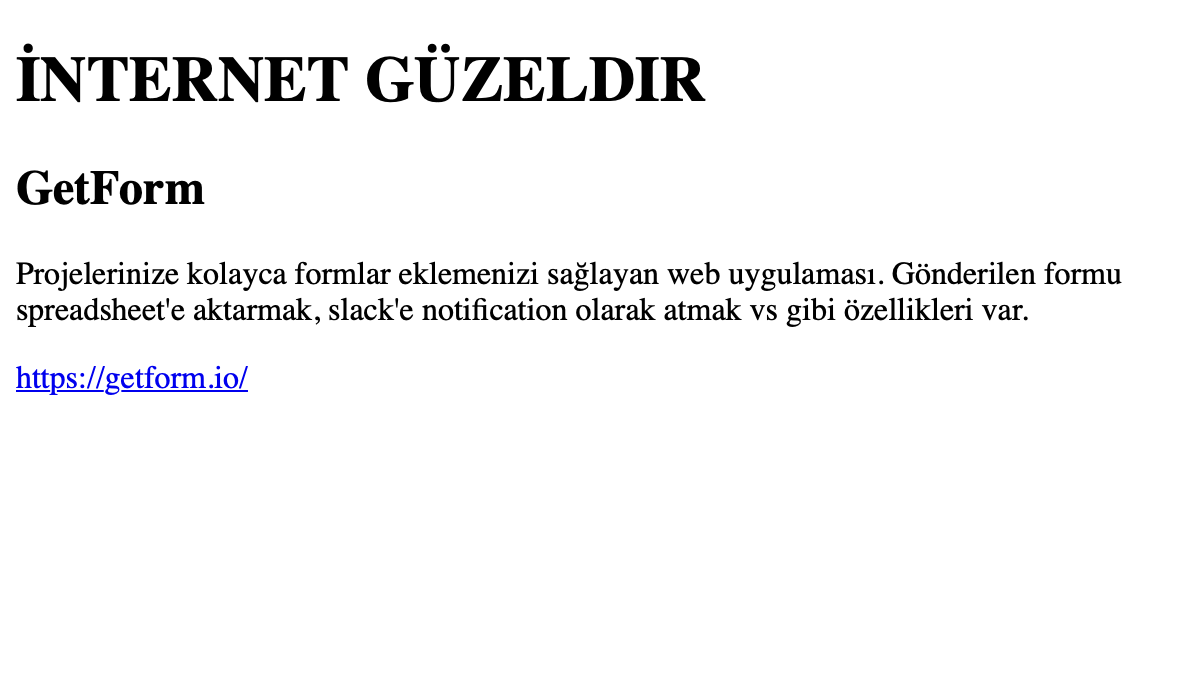 İNTERNET GÜZELDIR
GetForm
Projelerinize kolayca formlar eklemenizi sağlayan web uygulaması. Gönderilen formu
spreadsheet'e aktarmak, slack'e notification olarak atmak vs gibi özellikleri var.
https://getform.io/